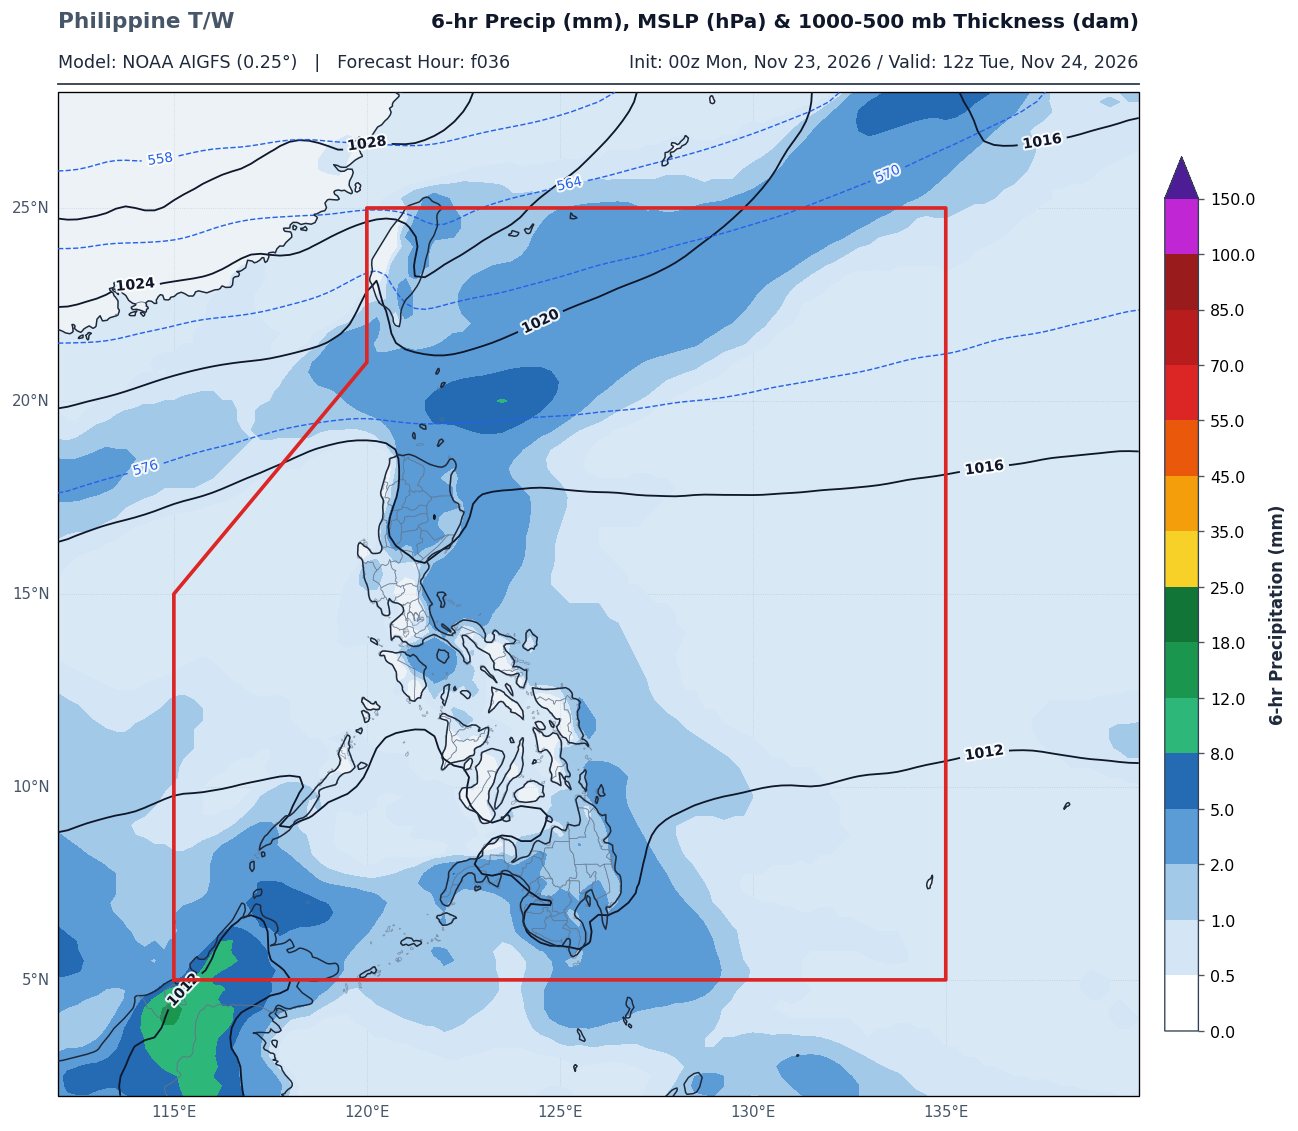 Philippine T/W
6-hr Precip (mm), MSLP (hPa) & 1000-500 mb Thickness (dam)
Model: NOAA AIGFS (0.25°) | Forecast Hour: f036
Init: 00z Mon, Nov 23, 2026 / Valid: 12z Tue, Nov 24, 2026
558
1028
564
570
1016
1024
1020
576
1016
1012
1012
25°N
20°N
15°N
10°N
5°N
115°E
120°E
125°E
130°E
135°E
150.0
100.0
85.0
70.0
55.0
45.0
35.0
25.0
18.0
12.0
8.0
5.0
2.0
1.0
0.5
0.0
6-hr Precipitation (mm)